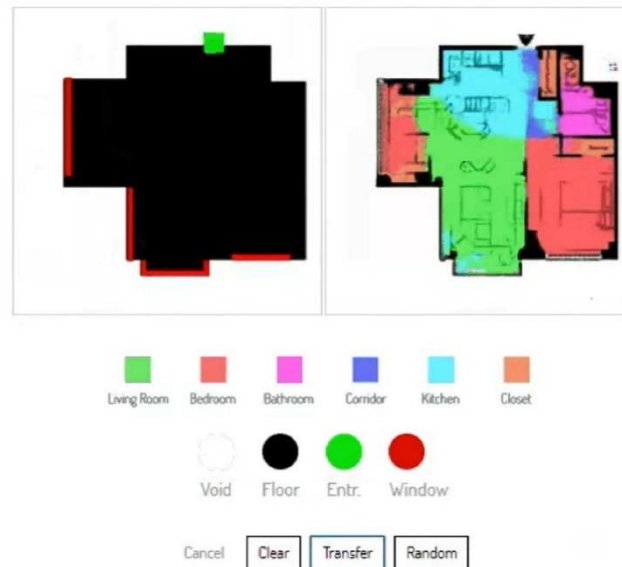 Living Room Bedroom Bathroom Corridor Kitchen Closet
Void Floor Entr. Window
Cancel Clear Transfer Random